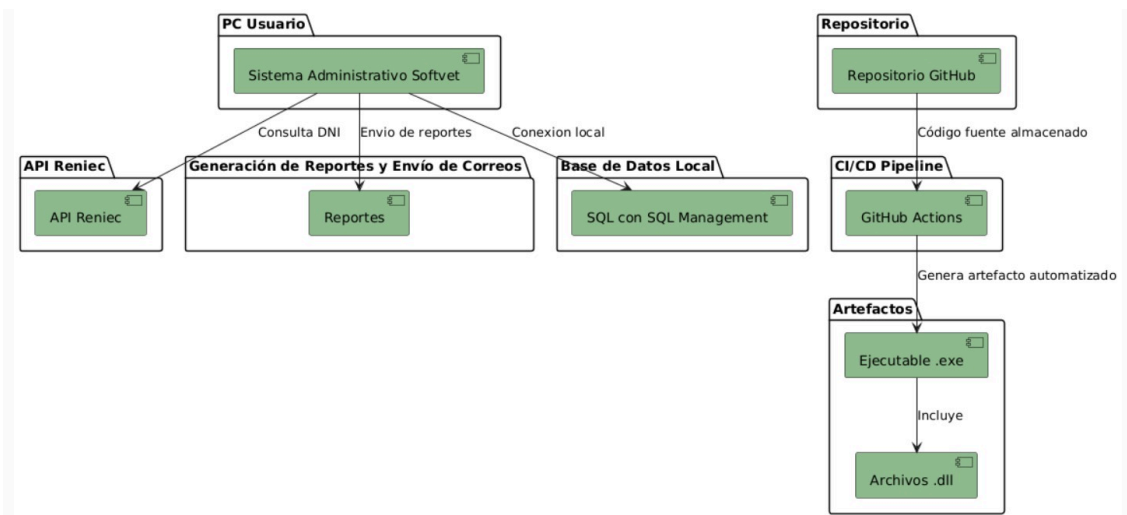 PC Usuario
Sistema Administrativo Softvet
Repositorio
Repositorio GitHub
Consulta DNI
Envio de reportes
Conexion local
Código fuente almacenado
API Reniec
API Reniec
Generación de Reportes y Envío de Correos
Reportes
Base de Datos Local
SQL con SQL Management
CI/CD Pipeline
GitHub Actions
Genera artefacto automatizado
Artefactos
Ejecutable .exe
Incluye
Archivos .dll